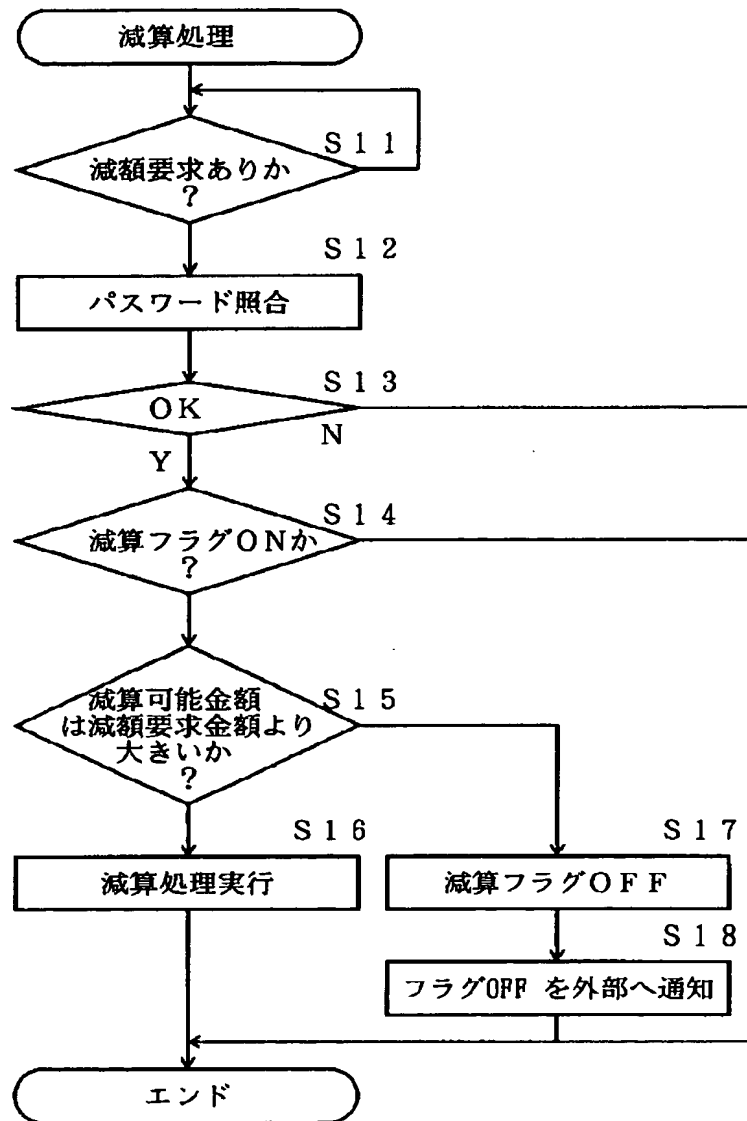 減算処理
S11
減額要求ありか
?
S12
パスワード照合
S13
OK
N
Y
S14
減算フラグONか
?
S15
減算可能金額
は減額要求金額より
大きいか
?
S16
減算処理実行
S17
減算フラグOFF
S18
フラグOFF を外部へ通知
エンド